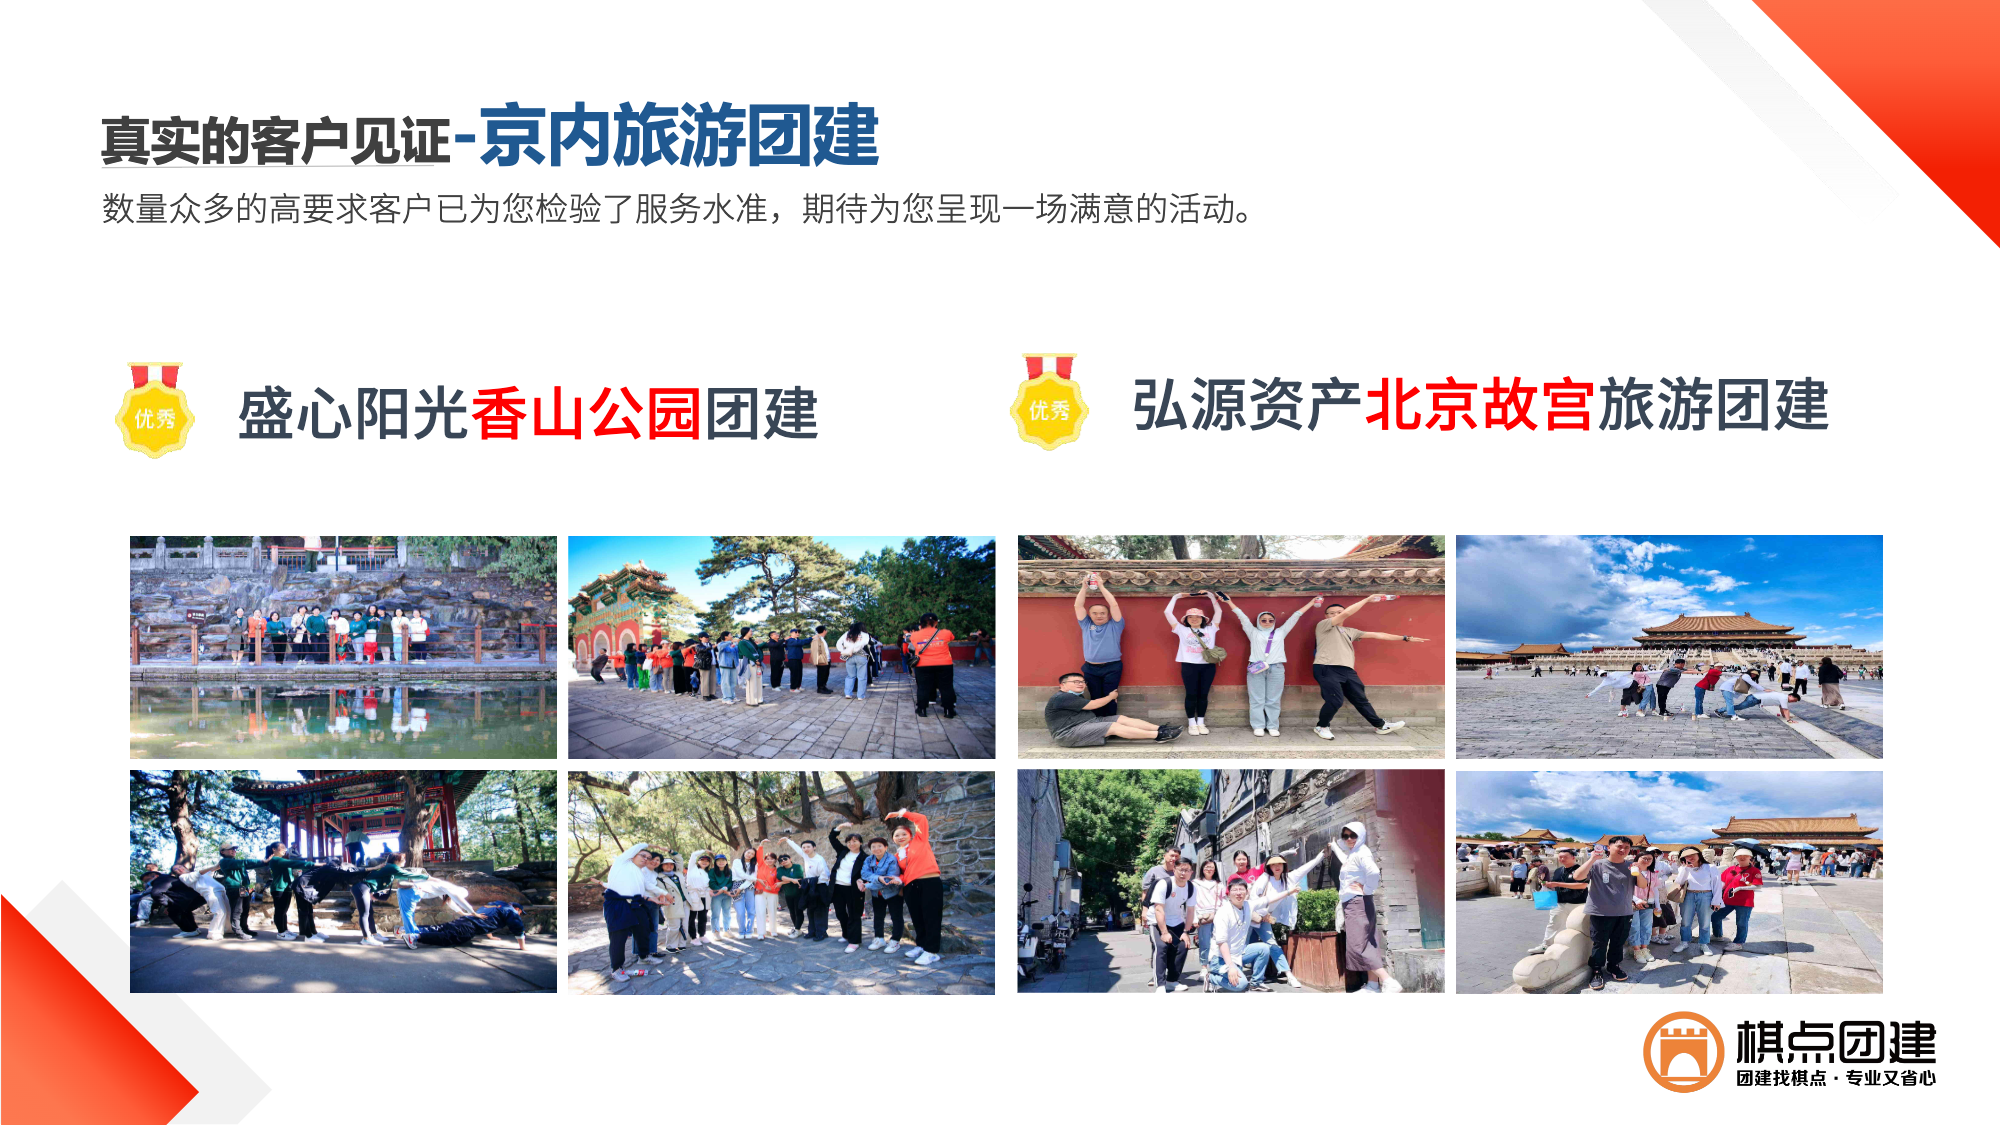 真实的客户见证-京内旅游团建
数量众多的高要求客户已为您检验了服务水准，期待为您呈现一场满意的活动。
优秀
盛心阳光香山公园团建
优秀
弘源资产北京故宫旅游团建
棋点团建
团建找棋点·专业又省心